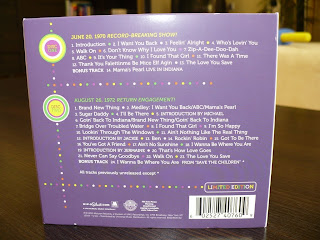 JUNE 20, 1970 RECORD-BREAKING SHOW!
1. Introduction 2. I Want You Back 3. Feelin' Alright 4. Who's Lovin' You
5. Walk On 6. Don't Know Why I Love You 7. Zip-A-Dee-Doo-Dah
8. ABC 9. It's Your Thing 10. I Found That Girl 11. There Was A Time
12. Thank You Falettinme Be Mice Elf Agin 13. The Love You Save
BONUS TRACK 14. Mama's Pearl LIVE IN INDIANA
AUGUST 26, 1972 RETURN ENGAGEMENT!
1. Brand New Thing 2. Medley: I Want You Back/ABC/Mama's Pearl
3. Sugar Daddy 4. I'll Be There 5. INTRODUCTION BY MICHAEL
6. Goin' Back To Indiana/Brand New Thing/Goin' Back To Indiana
7. Bridge Over Troubled Water 8. I Found That Girl 9. I'm So Happy
10. Lookin' Through The Windows 11. Ain't Nothing Like The Real Thing
12. INTRODUCTION BY JACKIE 13. Ben 14. Rockin' Robin 15. Got To Be There
16. You've Got A Friend 17. Ain't No Sunshine 18. I Wanna Be Where You Are
19. INTRODUCTION BY JERMAINE 20. That's How Love Goes
21. Never Can Say Goodbye 22. Walk On 23. The Love You Save
BONUS TRACK 24. I Wanna Be Where You Are FROM "SAVE THE CHILDREN"
All tracks previously unreleased except
LIMITED EDITION